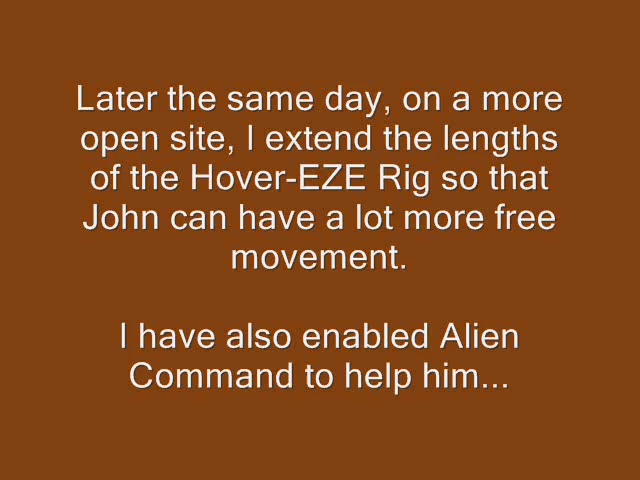 Later the same day, on a more
open site, I extend the lengths
of the Hover-EZE Rig so that
John can have a lot more free
movement.
I have also enabled Alien
Command to help him...